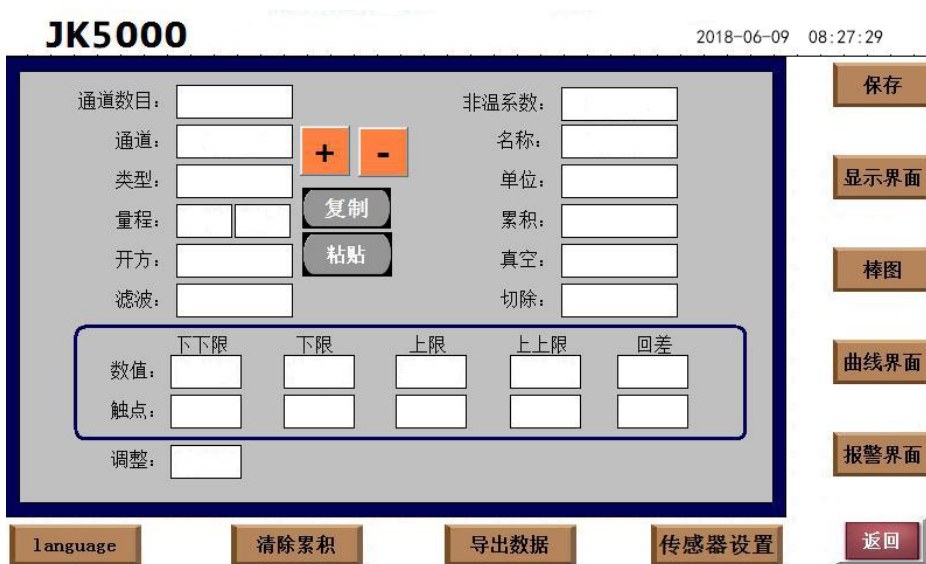 JK5000
2018-06-09 08:27:29
通道数目: 非温系数:
通道: + - 名称:
类型: 复制 单位:
量程: 累积:
开方: 粘贴 真空:
滤波: 切除:
下下限 下限 上限 上上限 回差
数值:
触点:
调整:
保存
显示界面
棒图
曲线界面
报警界面
language 清除累积 导出数据 传感器设置 返回